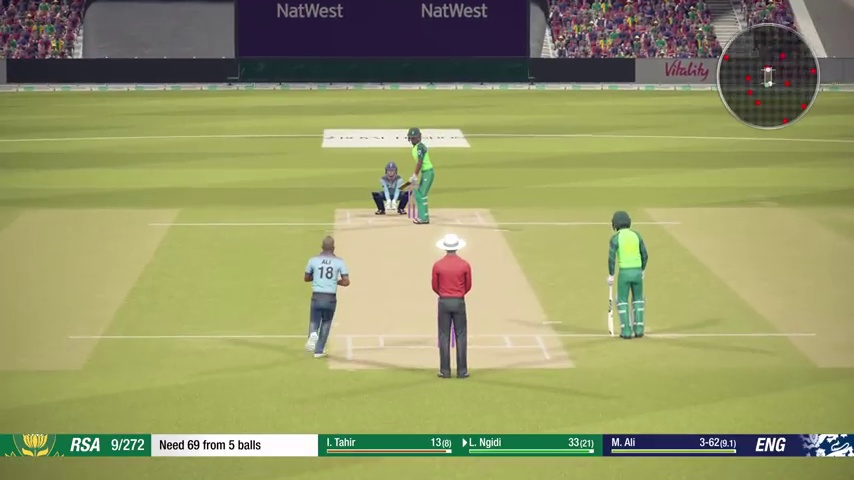 NatWest NatWest
Vitality
ALI
18
RSA 9/272 Need 69 from 5 balls I. Tahir 13(8) L. Ngidi 33(21) M. Ali 3-62(9.1) ENG